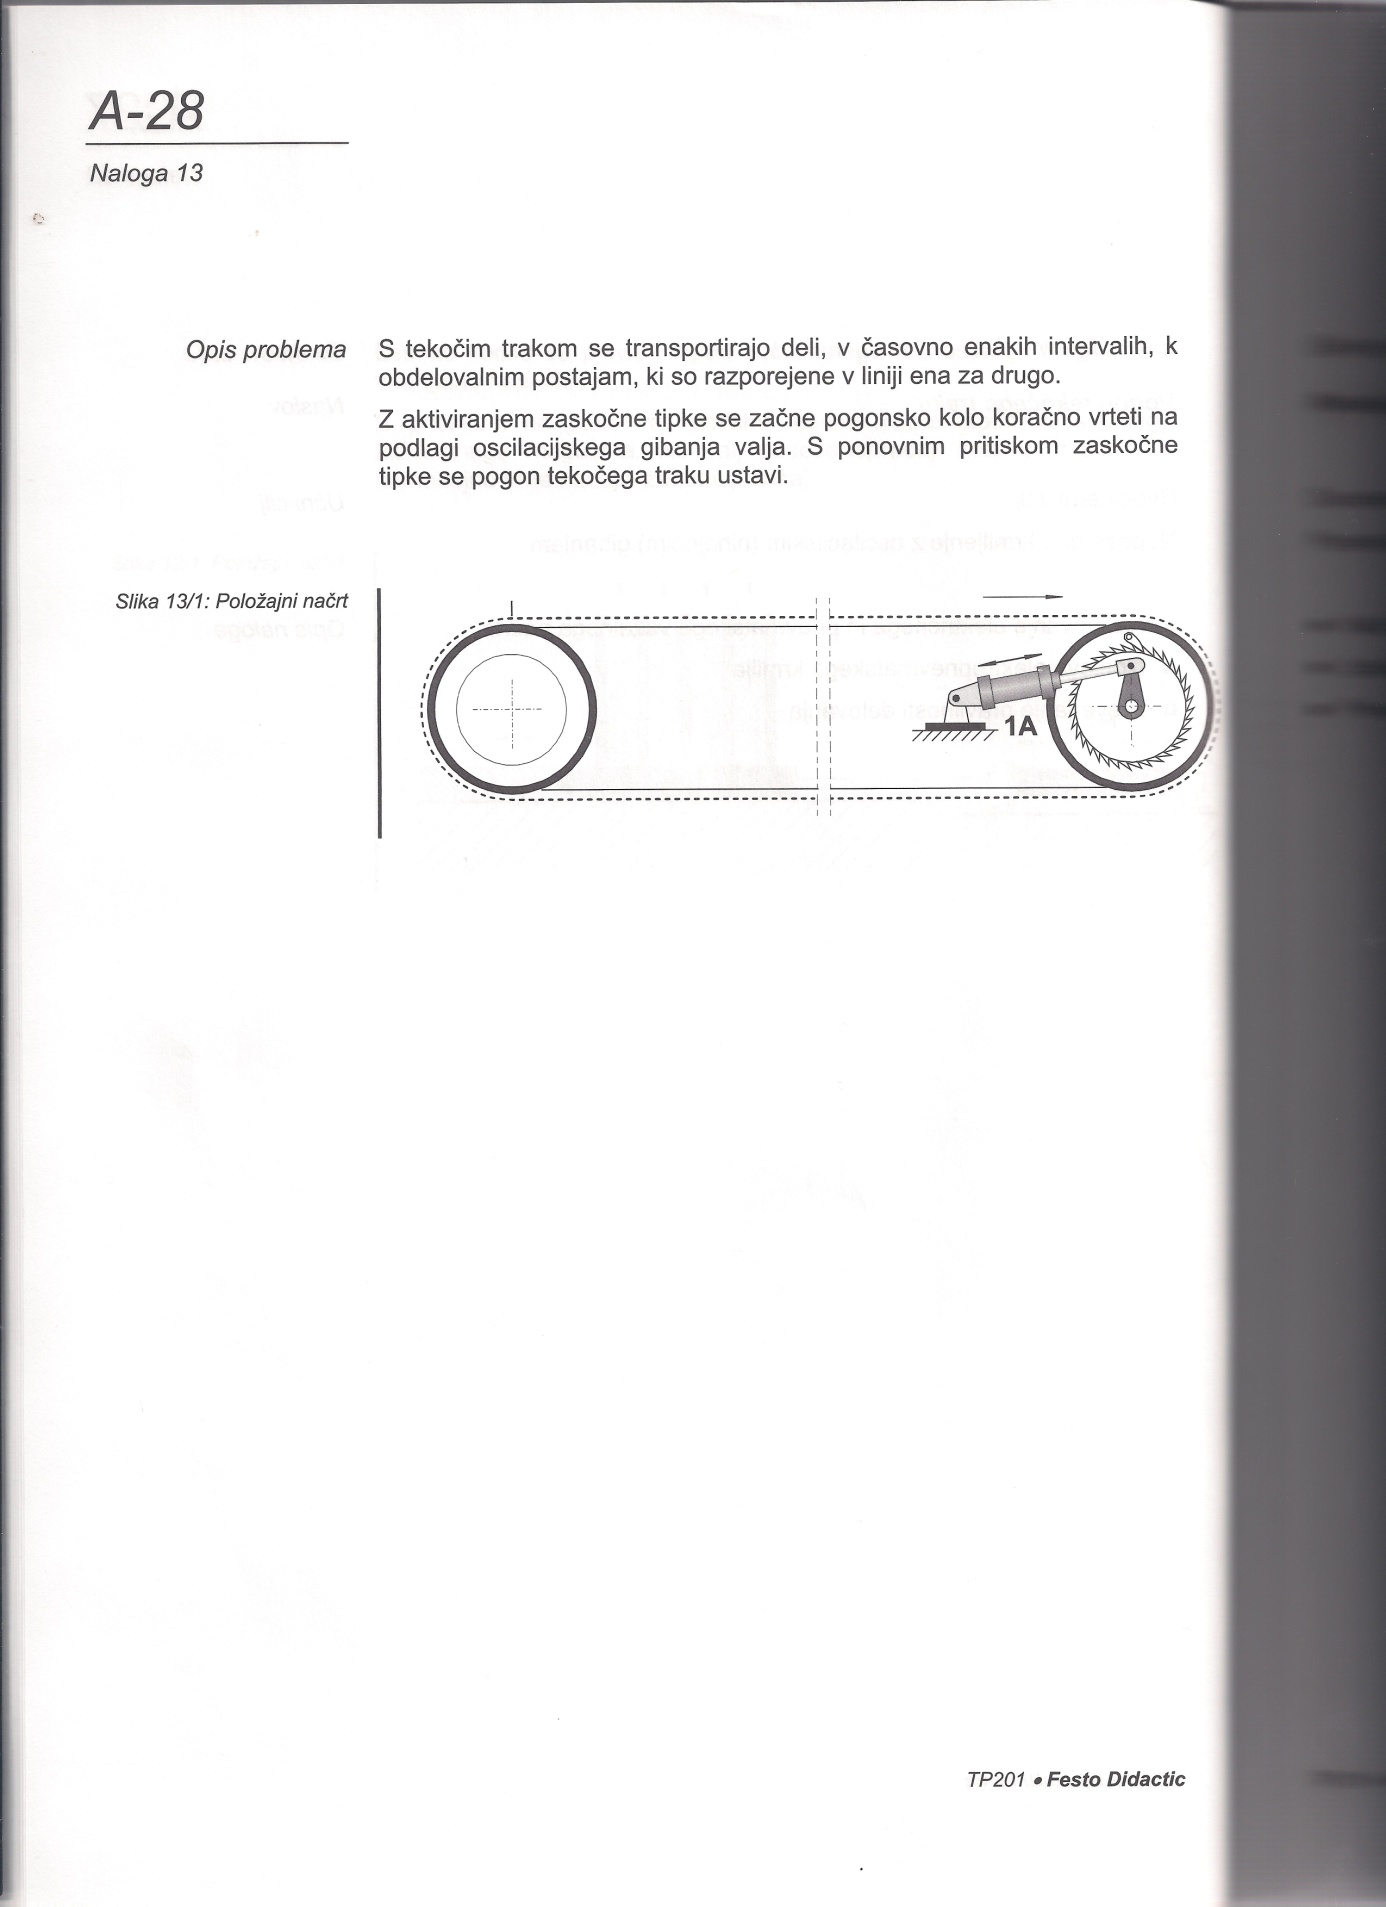 A-28
Naloga 13
Opis problema
S tekočim trakom se transportirajo deli, v časovno enakih intervalih, k
obdelovalnim postajam, ki so razporejene v liniji ena za drugo.
Z aktiviranjem zaskočne tipke se začne pogonsko kolo koračno vrteti na
podlagi oscilacijskega gibanja valja. S ponovnim pritiskom zaskočne
tipke se pogon tekočega traku ustavi.
Slika 13/1: Položajni načrt
1A
TP201 • Festo Didactic